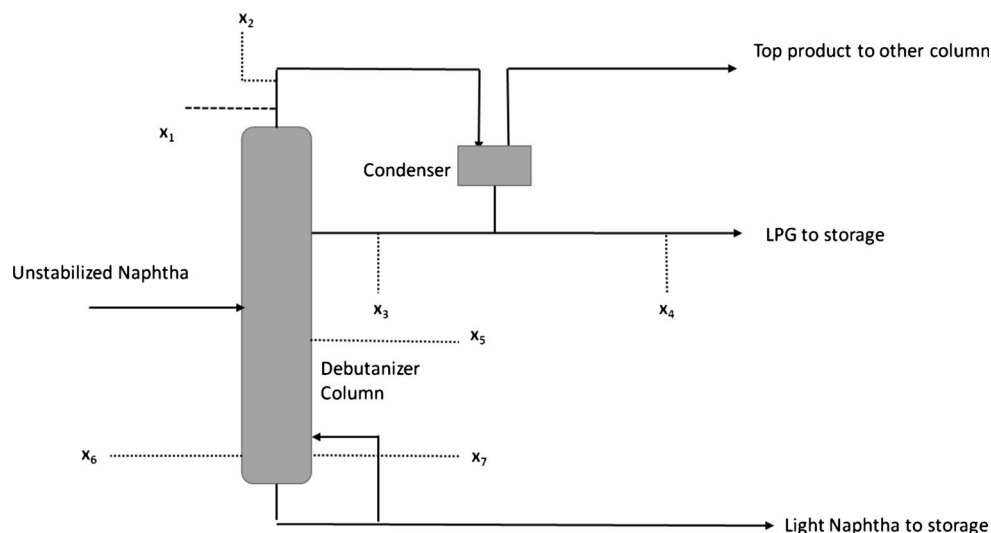 x₂
Top product to other column
x₁
Condenser
LPG to storage
Unstabilized Naphtha
x₃
x₄
x₅
Debutanizer
Column
x₆
x₇
Light Naphtha to storage